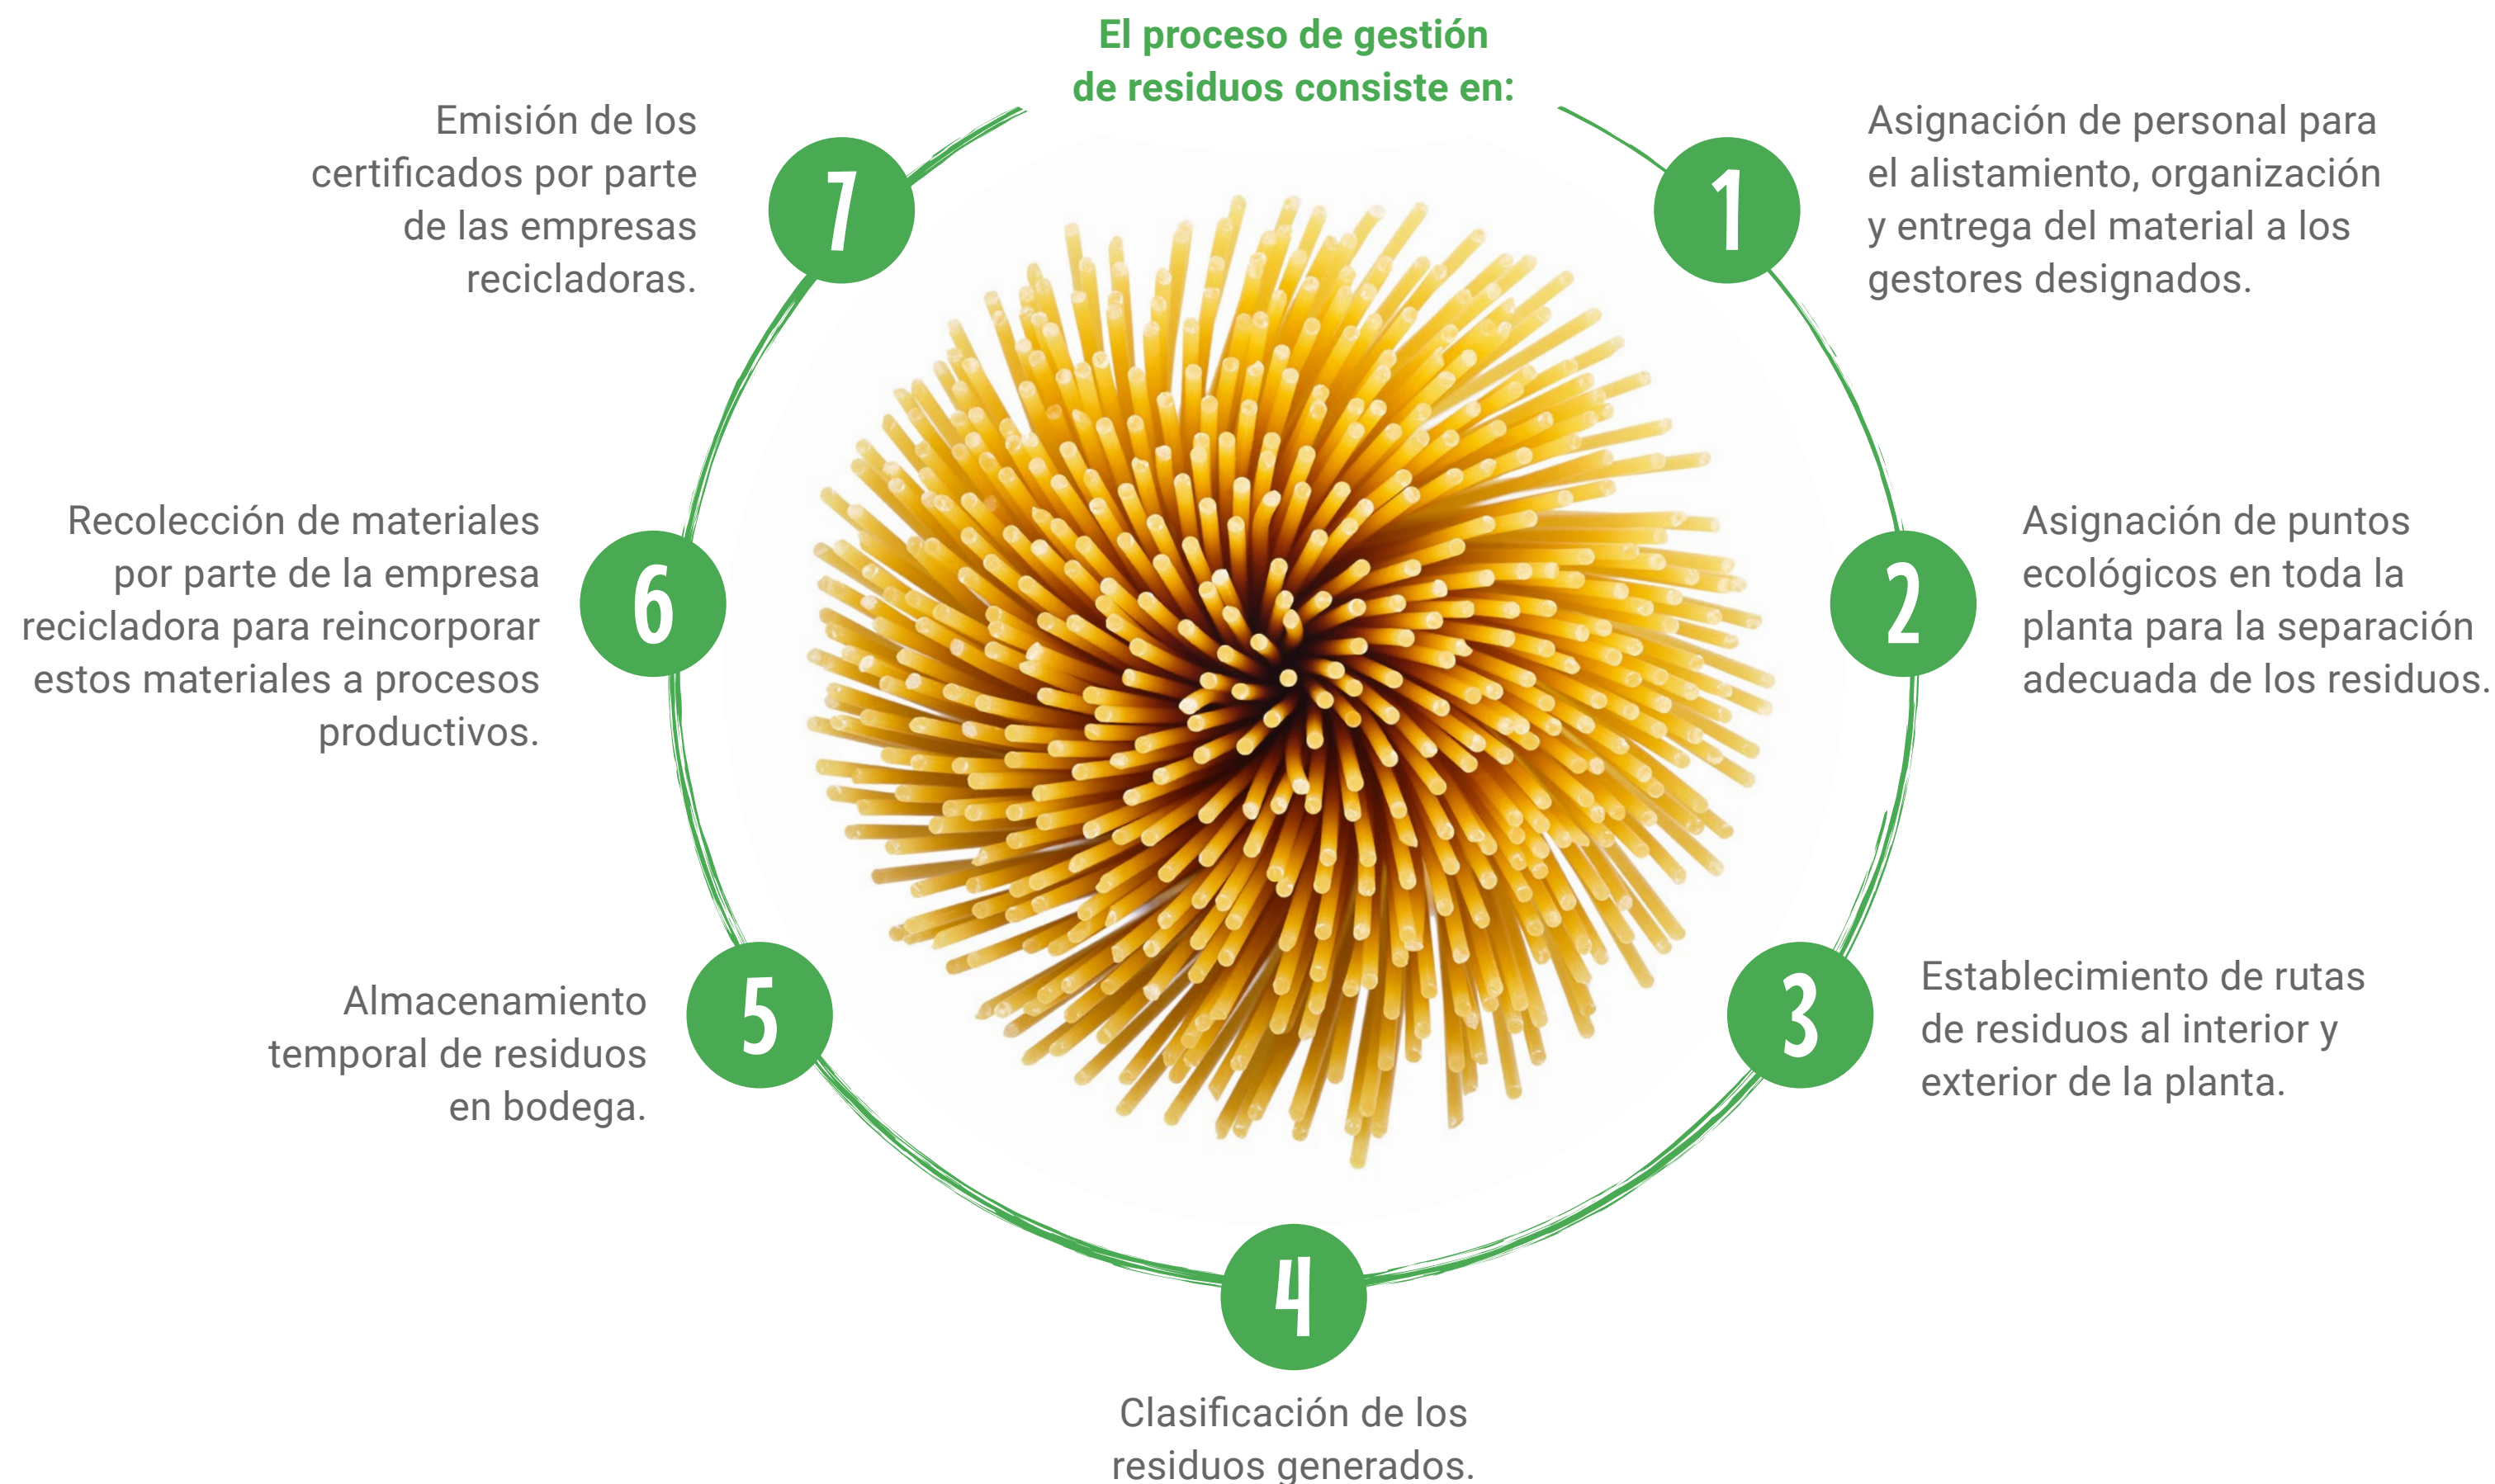 El proceso de gestión
de residuos consiste en:
1
Asignación de personal para
el alistamiento, organización
y entrega del material a los
gestores designados.
2
Asignación de puntos
ecológicos en toda la
planta para la separación
adecuada de los residuos.
3
Establecimiento de rutas
de residuos al interior y
exterior de la planta.
4
Clasificación de los
residuos generados.
5
Almacenamiento
temporal de residuos
en bodega.
6
Recolección de materiales
por parte de la empresa
recicladora para reincorporar
estos materiales a procesos
productivos.
7
Emisión de los
certificados por parte
de las empresas
recicladoras.